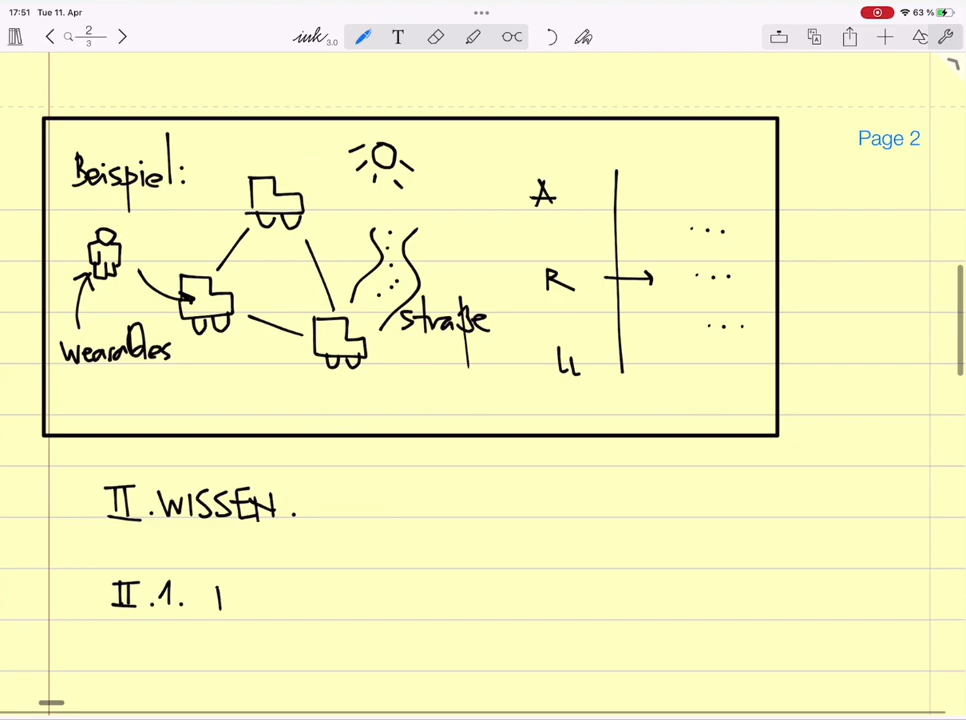 17:51 Tue 11. Apr
63 %
2
3
ink 3.0
T
Page 2
Beispiel:
A
...
R
...
straße
...
wearables
LL
II. WISSEN.
II.1.